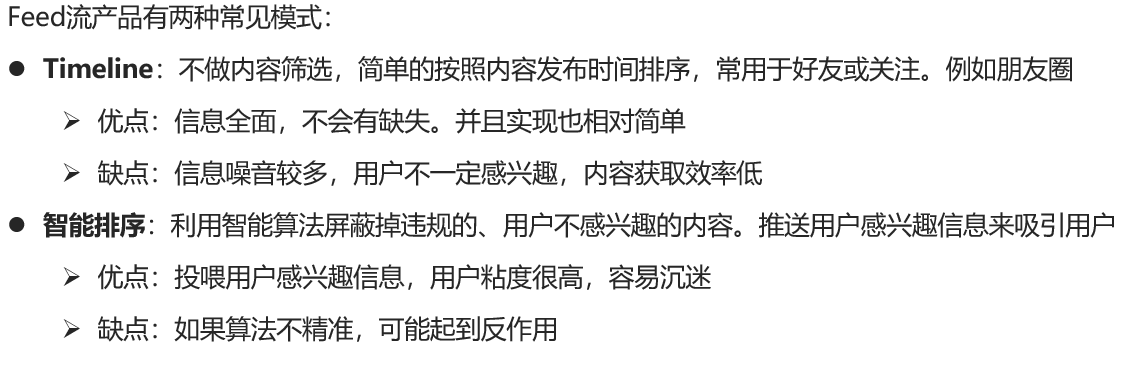 Feed流产品有两种常见模式：
● Timeline：不做内容筛选，简单的按照内容发布时间排序，常用于好友或关注。例如朋友圈
➢ 优点：信息全面，不会有缺失。并且实现也相对简单
➢ 缺点：信息噪音较多，用户不一定感兴趣，内容获取效率低
● 智能排序：利用智能算法屏蔽掉违规的、用户不感兴趣的内容。推送用户感兴趣信息来吸引用户
➢ 优点：投喂用户感兴趣信息，用户粘度很高，容易沉迷
➢ 缺点：如果算法不精准，可能起到反作用